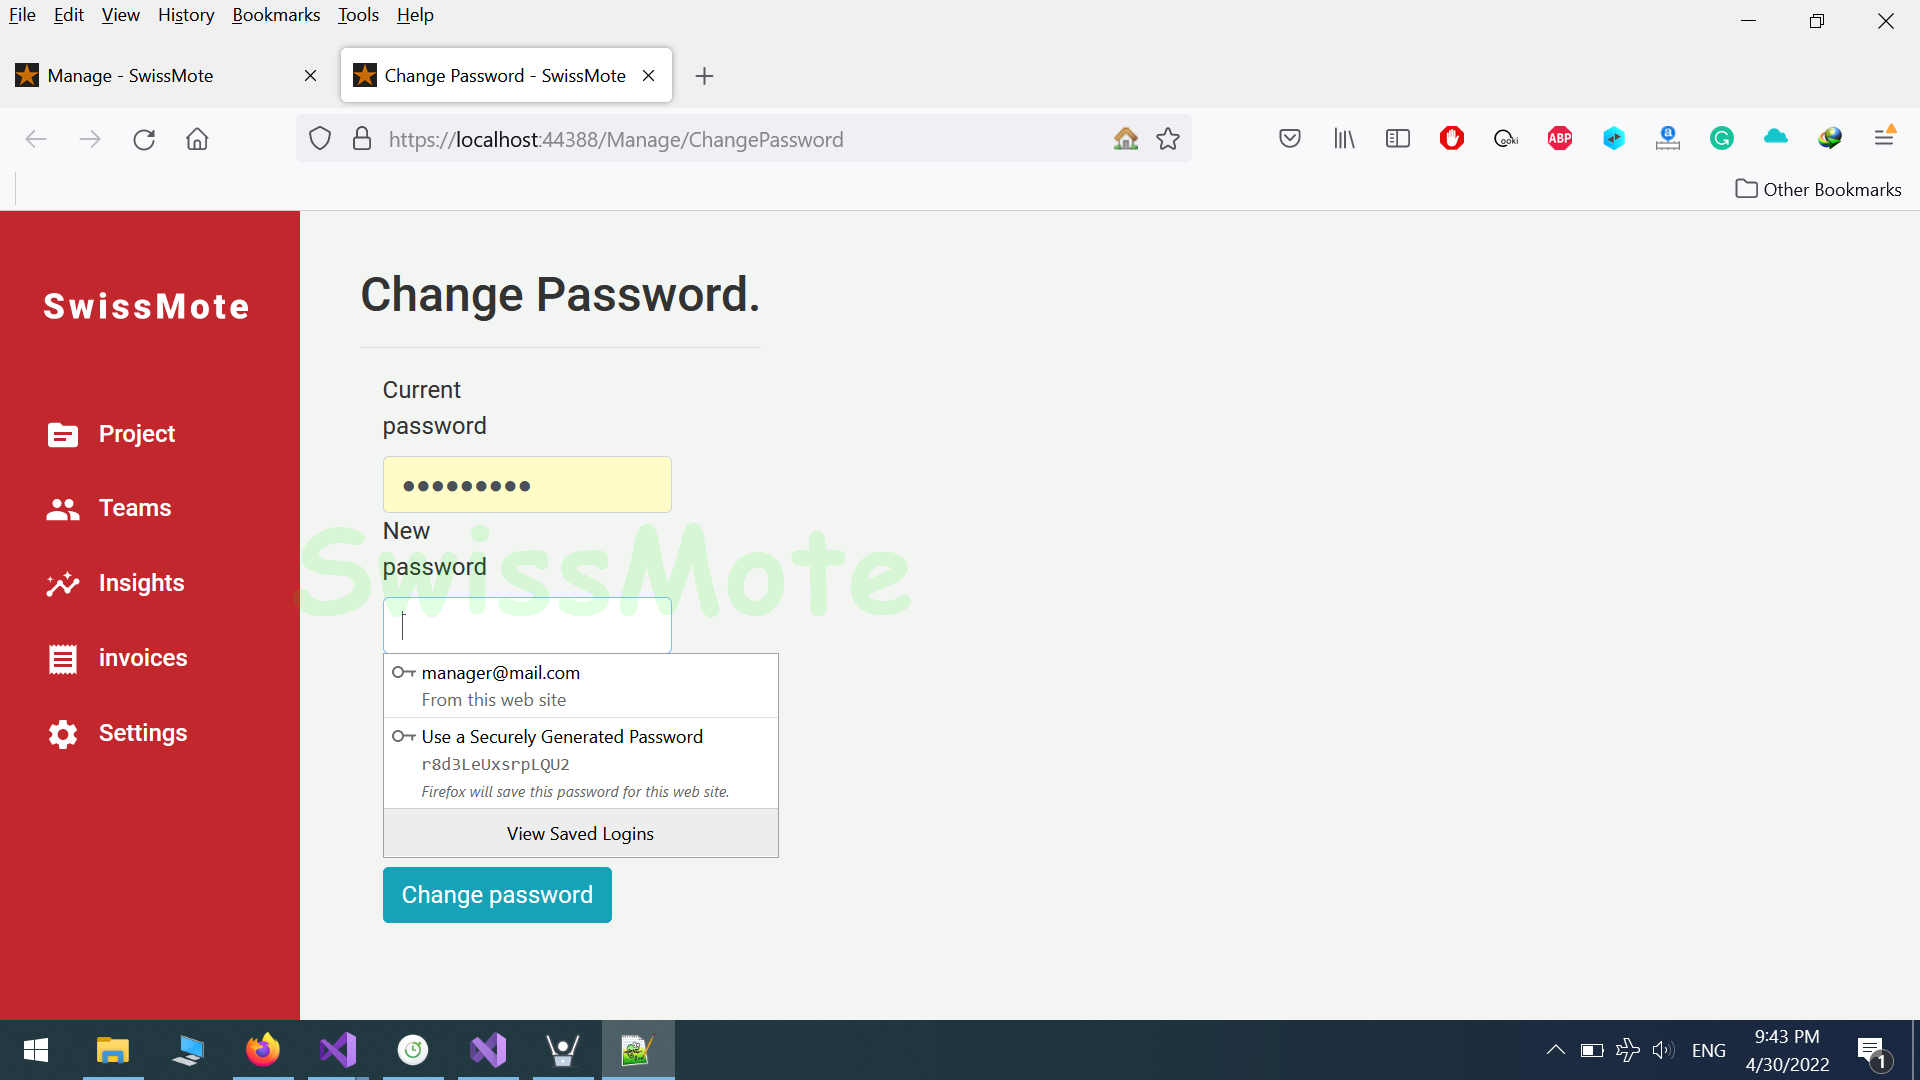 File Edit View History Bookmarks Tools Help
Manage - SwissMote
Change Password - SwissMote
https://localhost:44388/Manage/ChangePassword
ooki
ABP
a
G
Other Bookmarks
SwissMote
Project
Teams
Insights
invoices
Settings
Change Password.
Current
password
New
password
SwissMote
manager@mail.com
From this web site
Use a Securely Generated Password
r8d3LeUxsrpLQU2
Firefox will save this password for this web site.
View Saved Logins
Change password
ENG
9:43 PM
4/30/2022
1